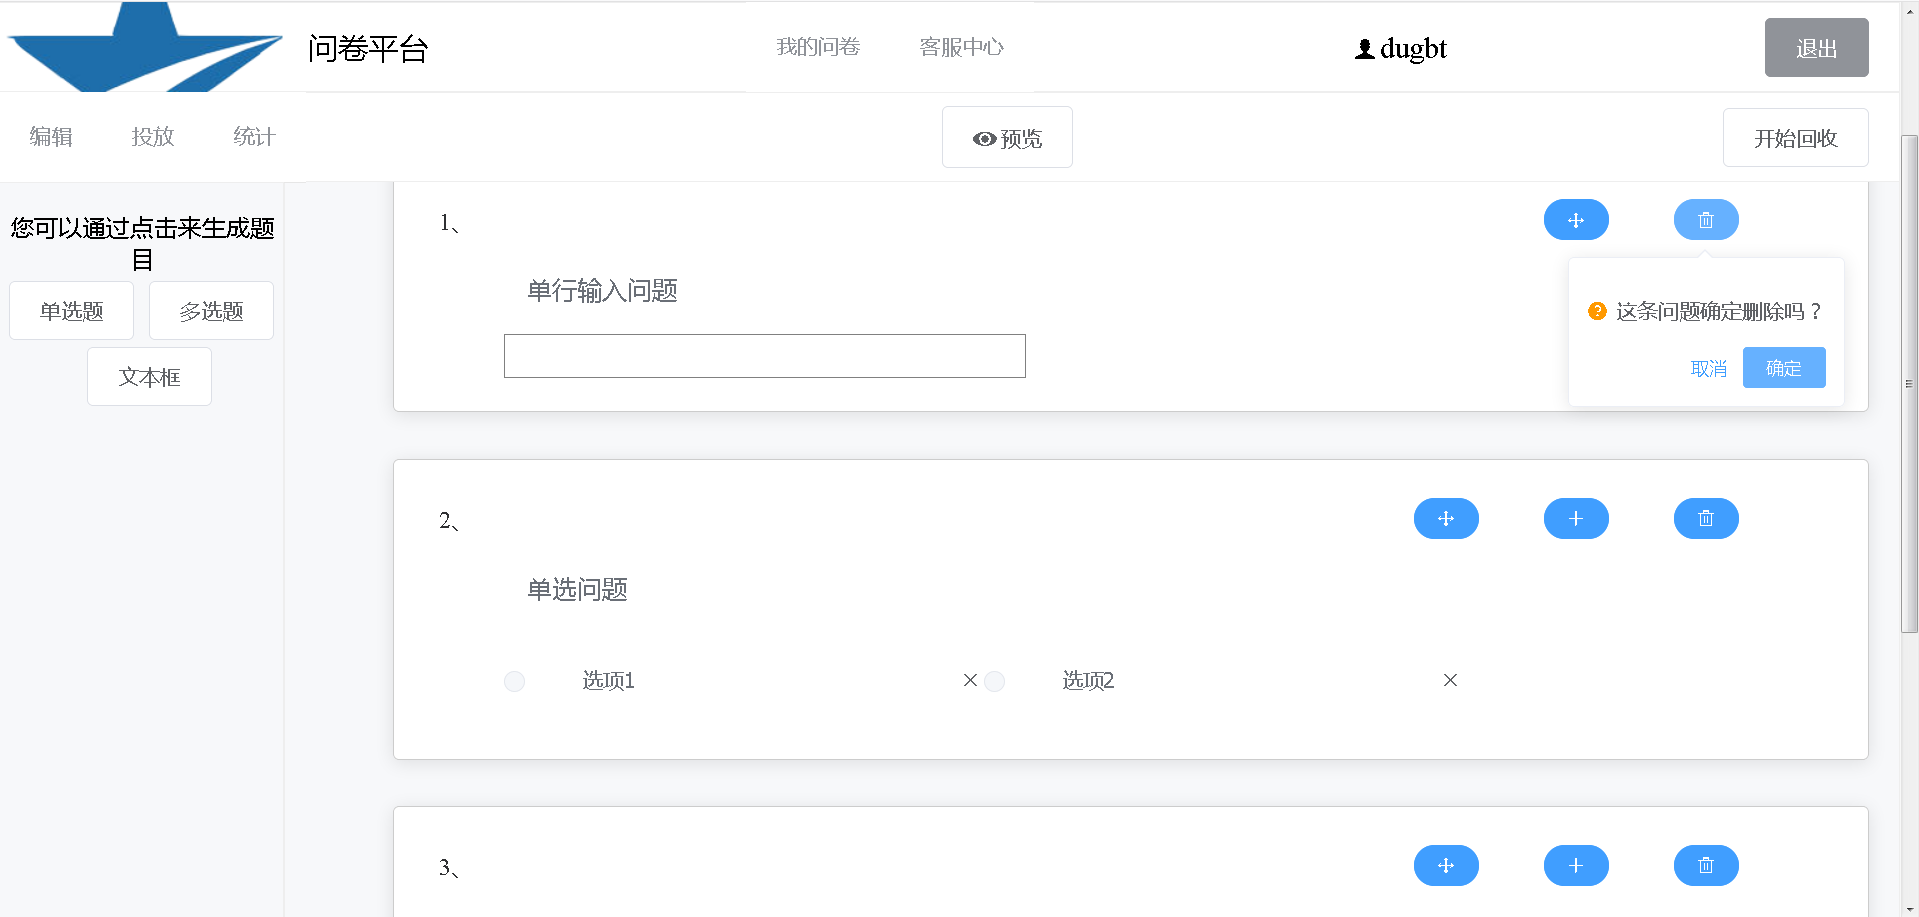 问卷平台
我的问卷
客服中心
dugbt
退出
编辑
投放
统计
预览
开始回收
您可以通过点击来生成题
目
单选题
多选题
文本框
1、
单行输入问题
这条问题确定删除吗？
取消
确定
2、
单选问题
选项1
选项2
3、